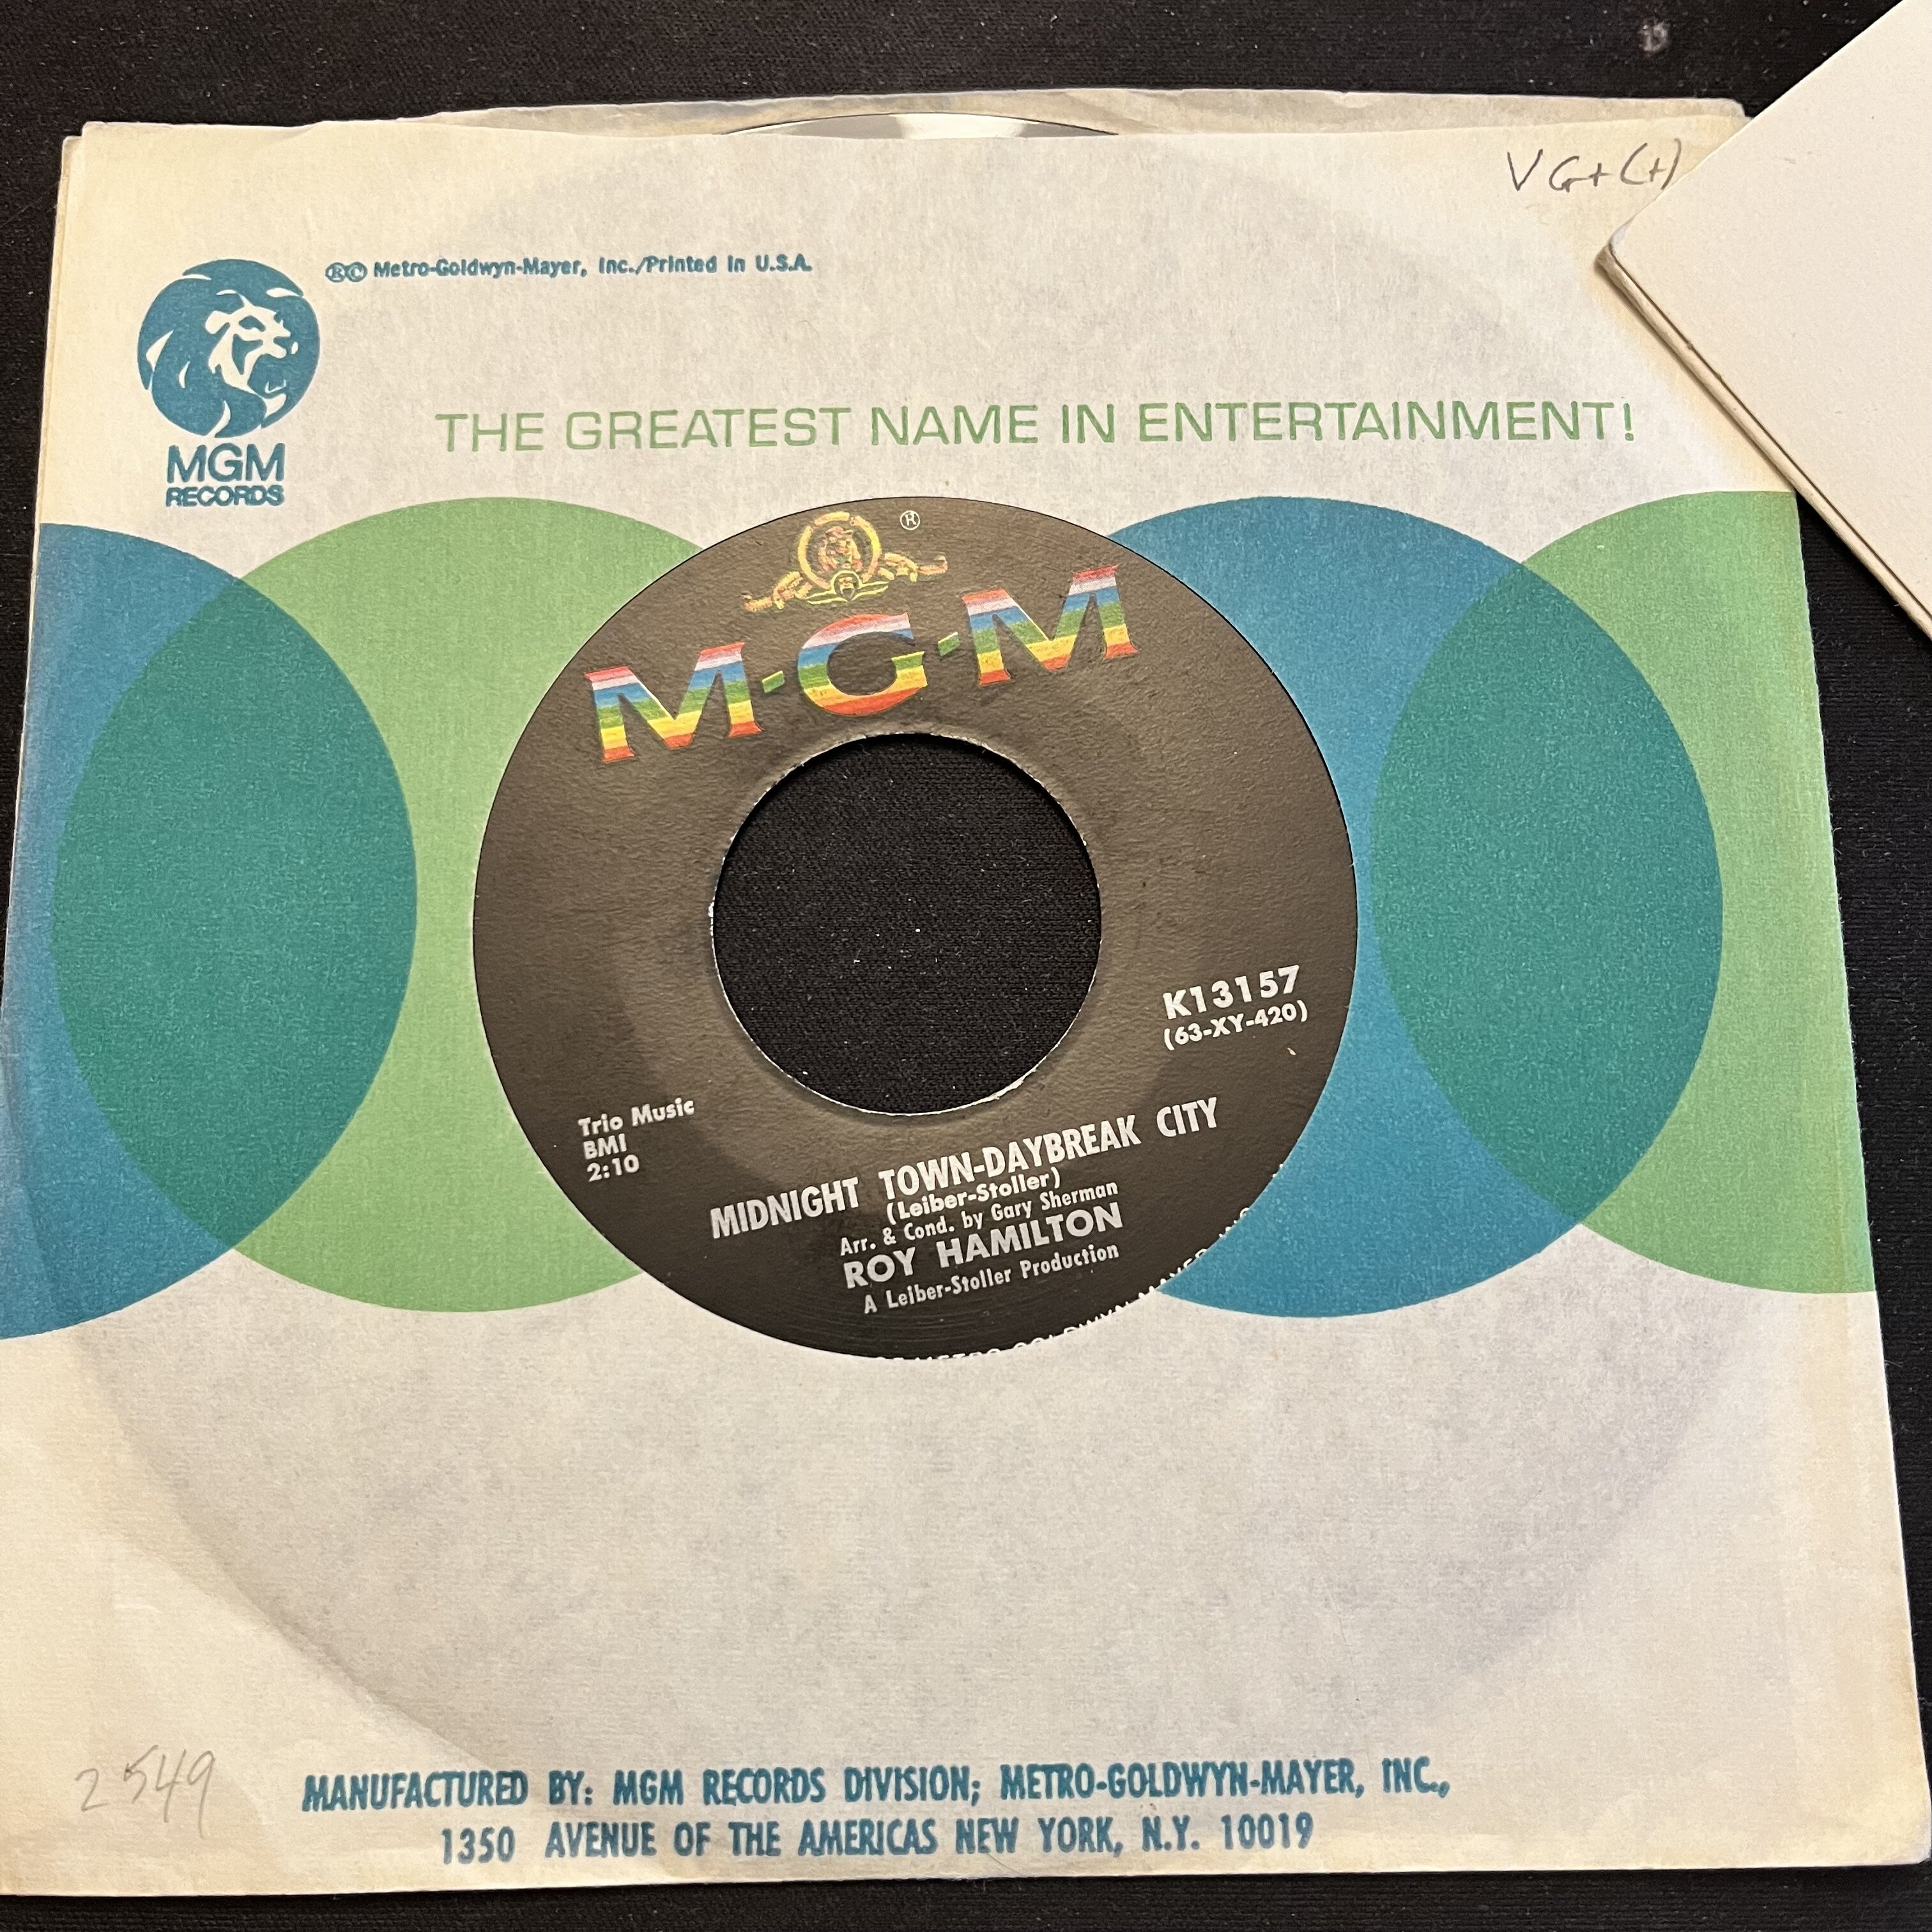 VG+(+)
®© Metro-Goldwyn-Mayer, Inc./Printed in U.S.A.
MGM
RECORDS
THE GREATEST NAME IN ENTERTAINMENT!
®
M·G·M
K13157
(63-XY-420)
Trio Music
BMI
2:10
MIDNIGHT TOWN-DAYBREAK CITY
(Leiber-Stoller)
Arr. & Cond. by Gary Sherman
ROY HAMILTON
A Leiber-Stoller Production
METRO-GOLDWYN-MAYER
2549
MANUFACTURED BY: MGM RECORDS DIVISION; METRO-GOLDWYN-MAYER, INC.,
1350 AVENUE OF THE AMERICAS NEW YORK, N.Y. 10019